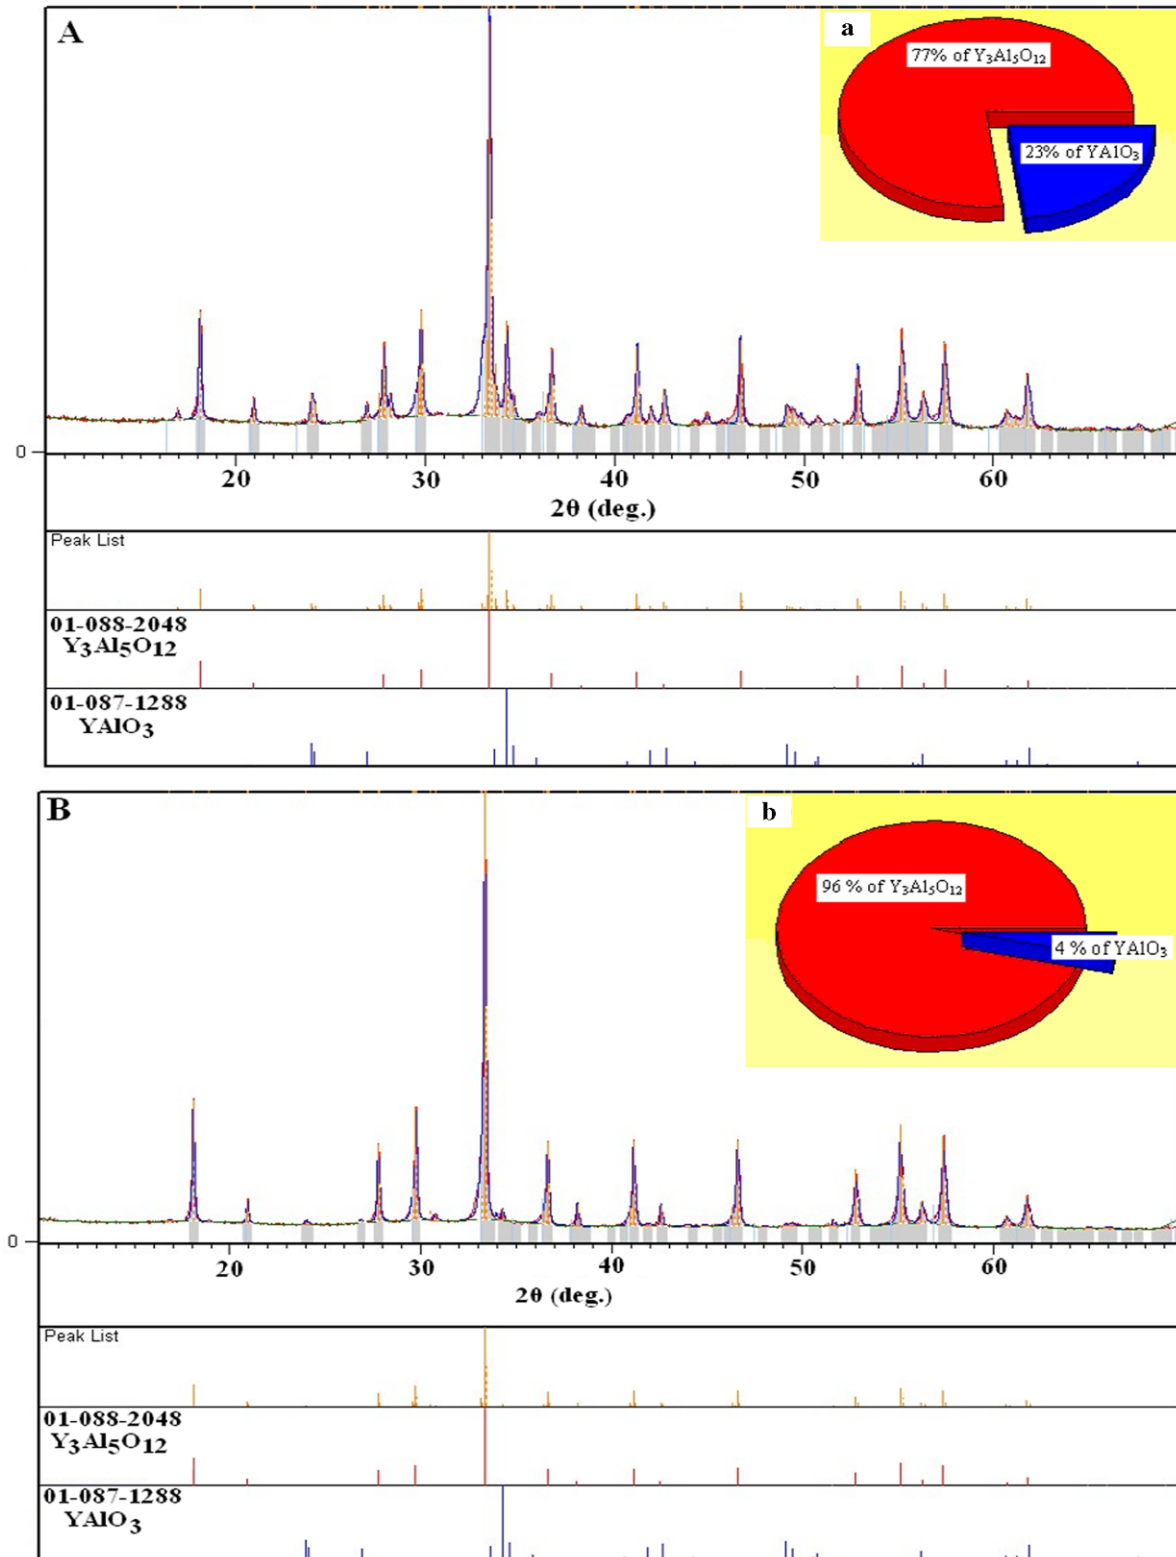 A
a
77% of Y₃Al₅O₁₂
23% of YAlO₃
0
20 30 40 50 60
2θ (deg.)
Peak List
01-088-2048
Y₃Al₅O₁₂
01-087-1288
YAlO₃
B
b
96 % of Y₃Al₅O₁₂
4 % of YAlO₃
0
20 30 40 50 60
2θ (deg.)
Peak List
01-088-2048
Y₃Al₅O₁₂
01-087-1288
YAlO₃